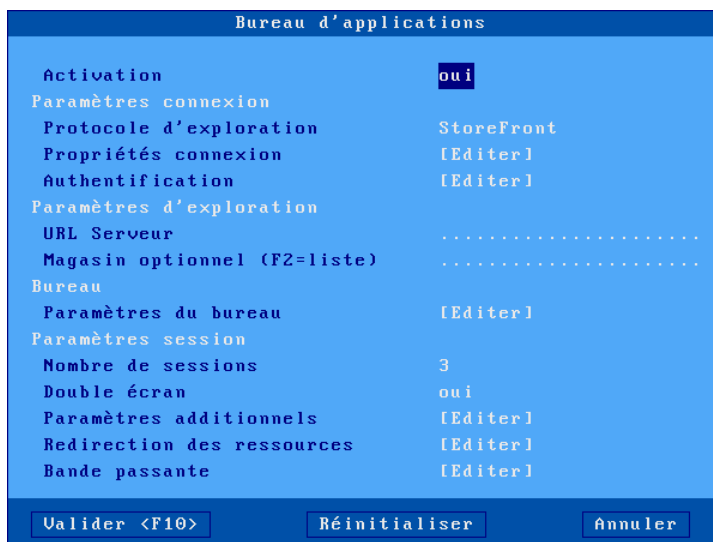 Bureau d'applications
Activation oui
Paramètres connexion
Protocole d'exploration StoreFront
Propriétés connexion [Editer]
Authentification [Editer]
Paramètres d'exploration
URL Serveur ......................
Magasin optionnel (F2=liste) ......................
Bureau
Paramètres du bureau [Editer]
Paramètres session
Nombre de sessions 3
Double écran oui
Paramètres additionnels [Editer]
Redirection des ressources [Editer]
Bande passante [Editer]
Valider <F10> Réinitialiser Annuler